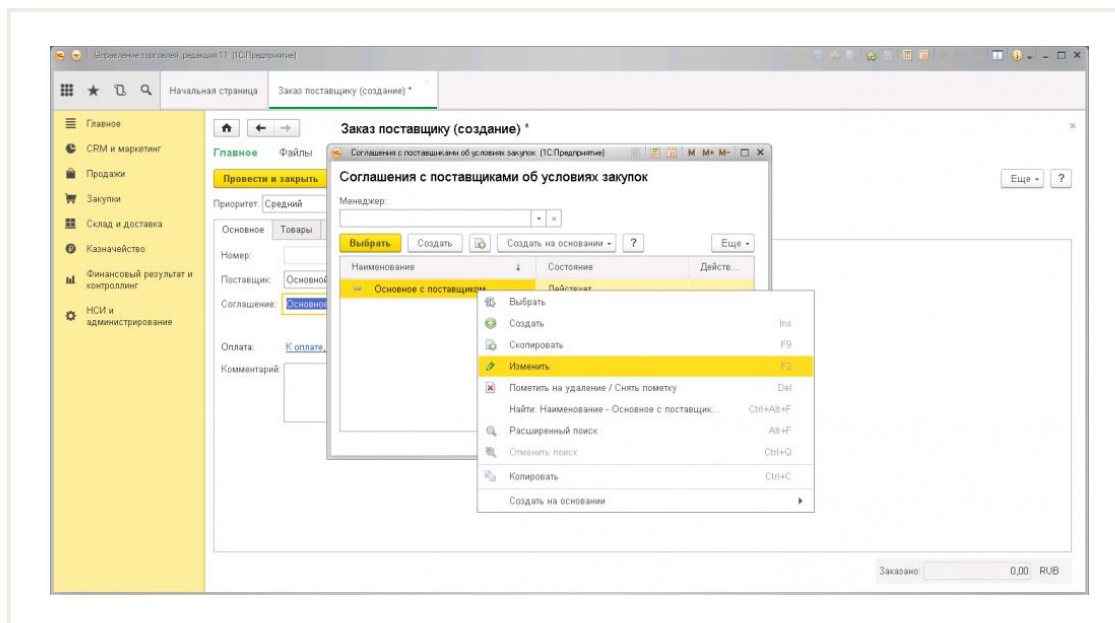 Управление торговлей, редакция 11 (1С:Предприятие)
Начальная страница
Заказ поставщику (создание) *
Главное
CRM и маркетинг
Продажи
Закупки
Склад и доставка
Казначейство
Финансовый результат и
контроллинг
НСИ и
администрирование
Заказ поставщику (создание) *
Главное Файлы
Провести и закрыть
Еще ?
Приоритет: Средний
Основное Товары
Номер:
Поставщик: Основной
Соглашение: Основное
Оплата: К оплате,
Комментарий:
Соглашения с поставщиками об условиях закупок (1С:Предприятие) M M+ M-
Соглашения с поставщиками об условиях закупок
Менеджер:
Выбрать Создать Создать на основании ? Еще
Наименование ↓ Состояние Действ...
Основное с поставщиком Действует
Выбрать
Создать Ins
Скопировать F9
Изменить F2
Пометить на удаление / Снять пометку Del
Найти: Наименование - Основное с поставщик... Ctrl+Alt+F
Расширенный поиск Alt+F
Отменить поиск Ctrl+Q
Копировать Ctrl+C
Создать на основании
Заказано: 0,00 RUB